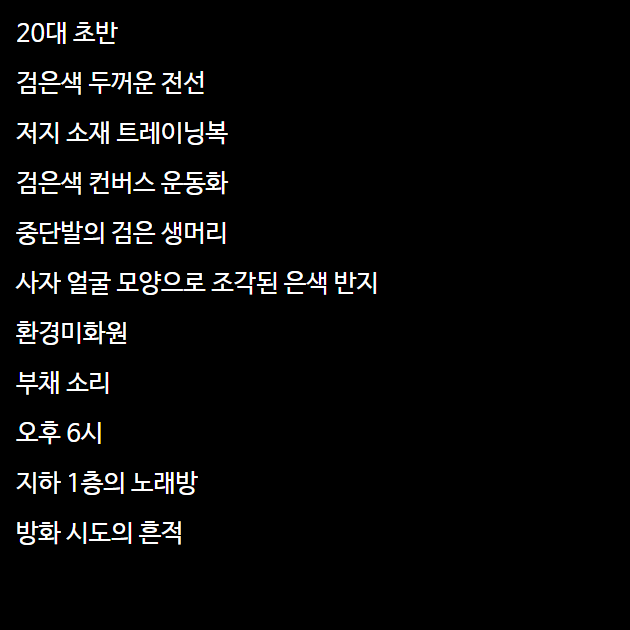 20대 초반
검은색 두꺼운 전선
저지 소재 트레이닝복
검은색 컨버스 운동화
중단발의 검은 생머리
사자 얼굴 모양으로 조각된 은색 반지
환경미화원
부채 소리
오후 6시
지하 1층의 노래방
방화 시도의 흔적